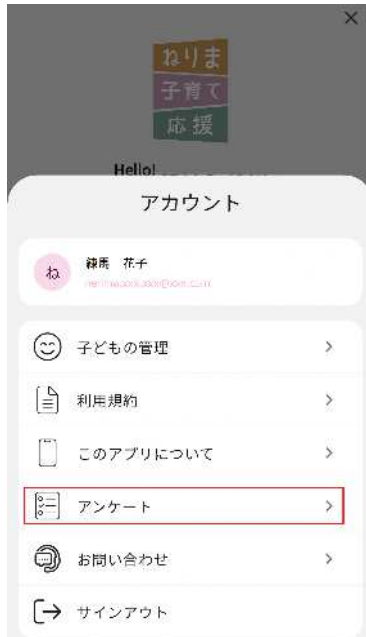 ねりま
子育て
応援
Hello!
アカウント
ね
練馬 花子
子どもの管理
利用規約
このアプリについて
アンケート
お問い合わせ
サインアウト